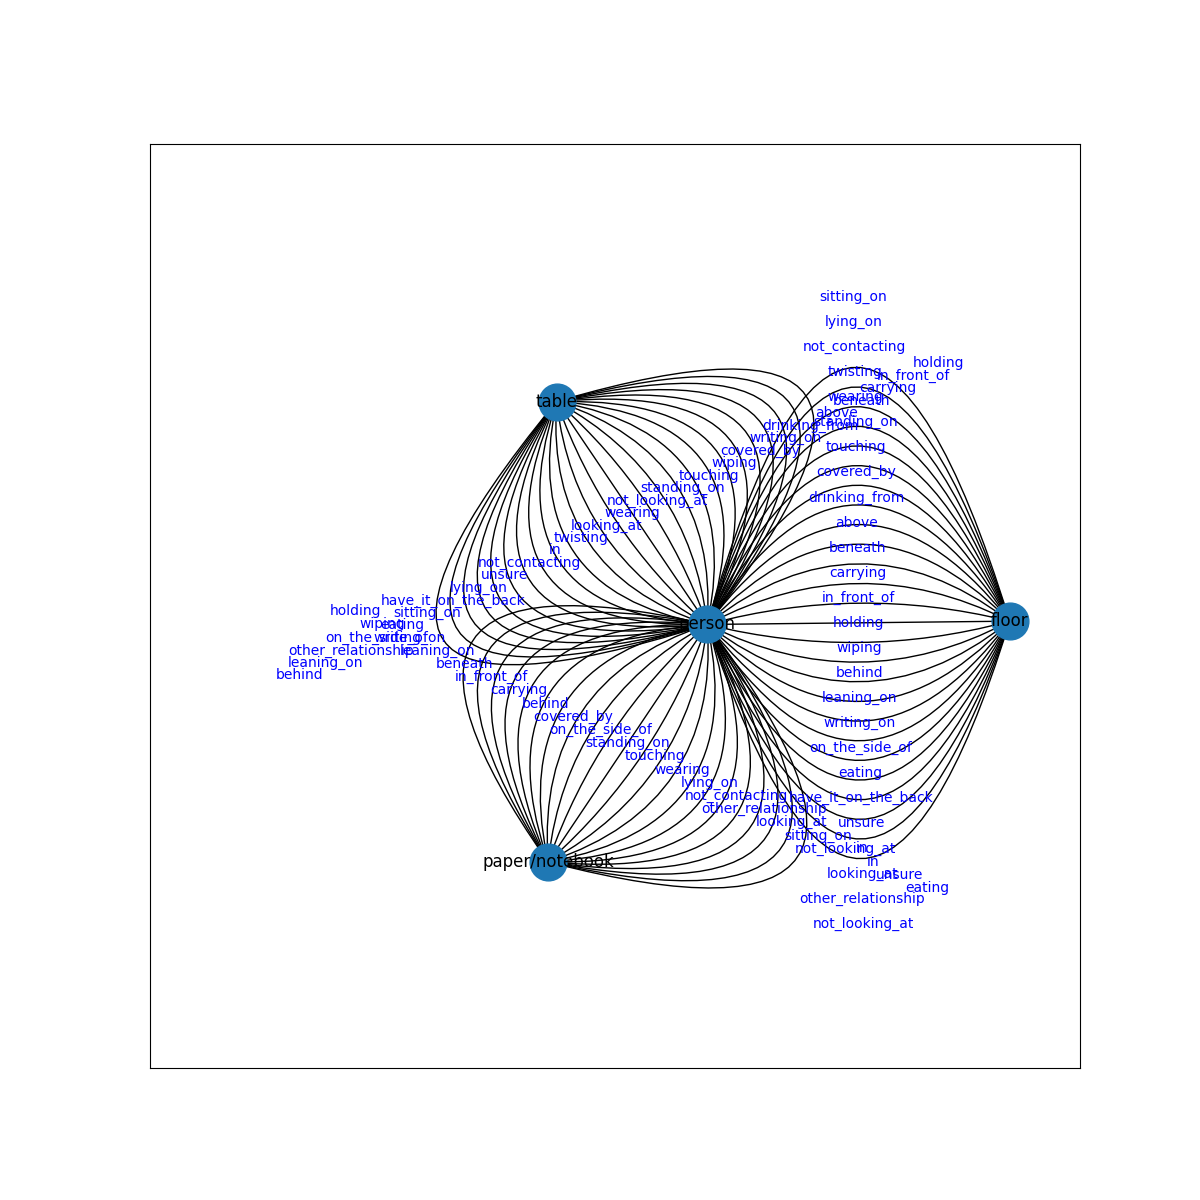 sitting_on
lying_on
not_contacting
holding
twisting
in_front_of
carrying
wearing
beneath
table
above
standing_on
drinking_from
writing_on
touching
covered_by
wiping
covered_by
touching
standing_on
drinking_from
not_looking_at
wearing
above
looking_at
twisting
in
beneath
not_contacting
unsure
carrying
lying_on
have_it_on_the_back
in_front_of
holding
sitting_on
wiping
eating
person
floor
holding
on_the_side_of
writing_on
other_relationship
leaning_on
wiping
leaning_on
beneath
behind
behind
in_front_of
carrying
leaning_on
behind
covered_by
writing_on
on_the_side_of
standing_on
on_the_side_of
touching
wearing
eating
lying_on
not_contacting
have_it_on_the_back
other_relationship
looking_at
unsure
sitting_on
not_looking_at
in
paper/notebook
in
looking_at
unsure
eating
other_relationship
not_looking_at